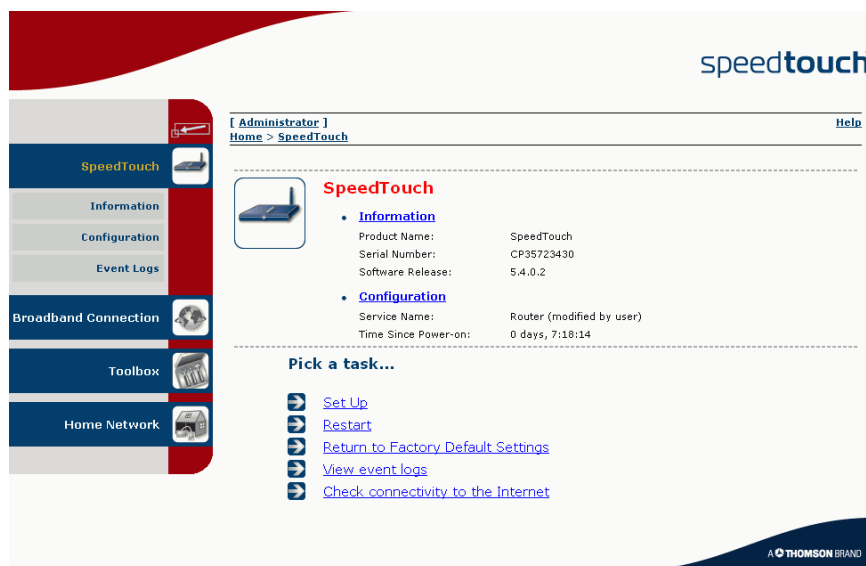 speedtouch
[ Administrator ]
Help
Home > SpeedTouch
SpeedTouch
Information
Configuration
Event Logs
Broadband Connection
Toolbox
Home Network
SpeedTouch
Information
Product Name: SpeedTouch
Serial Number: CP35723430
Software Release: 5.4.0.2
Configuration
Service Name: Router (modified by user)
Time Since Power-on: 0 days, 7:18:14
Pick a task...
Set Up
Restart
Return to Factory Default Settings
View event logs
Check connectivity to the Internet
A THOMSON BRAND